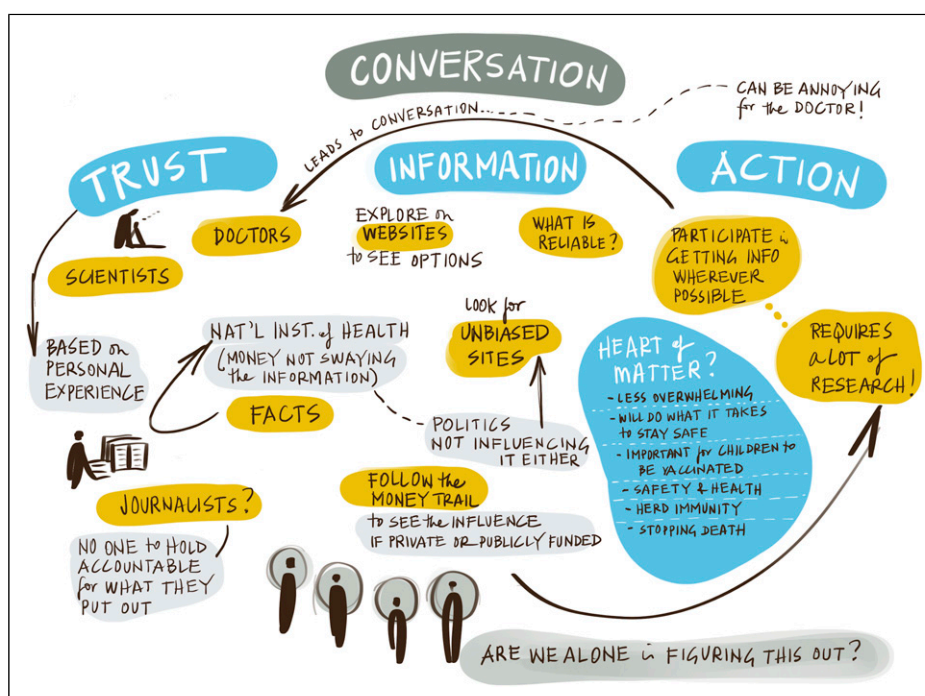 CONVERSATION
CAN BE ANNOYING
for the DOCTOR!
LEADS to CONVERSATION...
TRUST
INFORMATION
ACTION
SCIENTISTS
DOCTORS
EXPLORE on
WEBSITES
to SEE OPTIONS
WHAT IS
RELIABLE?
PARTICIPATE in
GETTING INFO
WHEREVER
POSSIBLE
REQUIRES
a LOT of
RESEARCH!
BASED on
PERSONAL
EXPERIENCE
NAT'L INST. of HEALTH
(MONEY NOT SWAYING
the INFORMATION)
FACTS
LOOK for
UNBIASED
SITES
POLITICS
NOT INFLUENCING
IT EITHER
HEART of
MATTER?
- LESS OVERWHELMING
- WILL DO WHAT IT TAKES
to STAY SAFE
- IMPORTANT for CHILDREN to
BE VACCINATED
- SAFETY & HEALTH
- HERD IMMUNITY
- STOPPING DEATH
JOURNALISTS?
NO ONE to HOLD
ACCOUNTABLE
for WHAT THEY
PUT OUT
FOLLOW the
MONEY TRAIL
to SEE the INFLUENCE
IF PRIVATE OR PUBLICLY FUNDED
ARE WE ALONE in FIGURING THIS OUT?